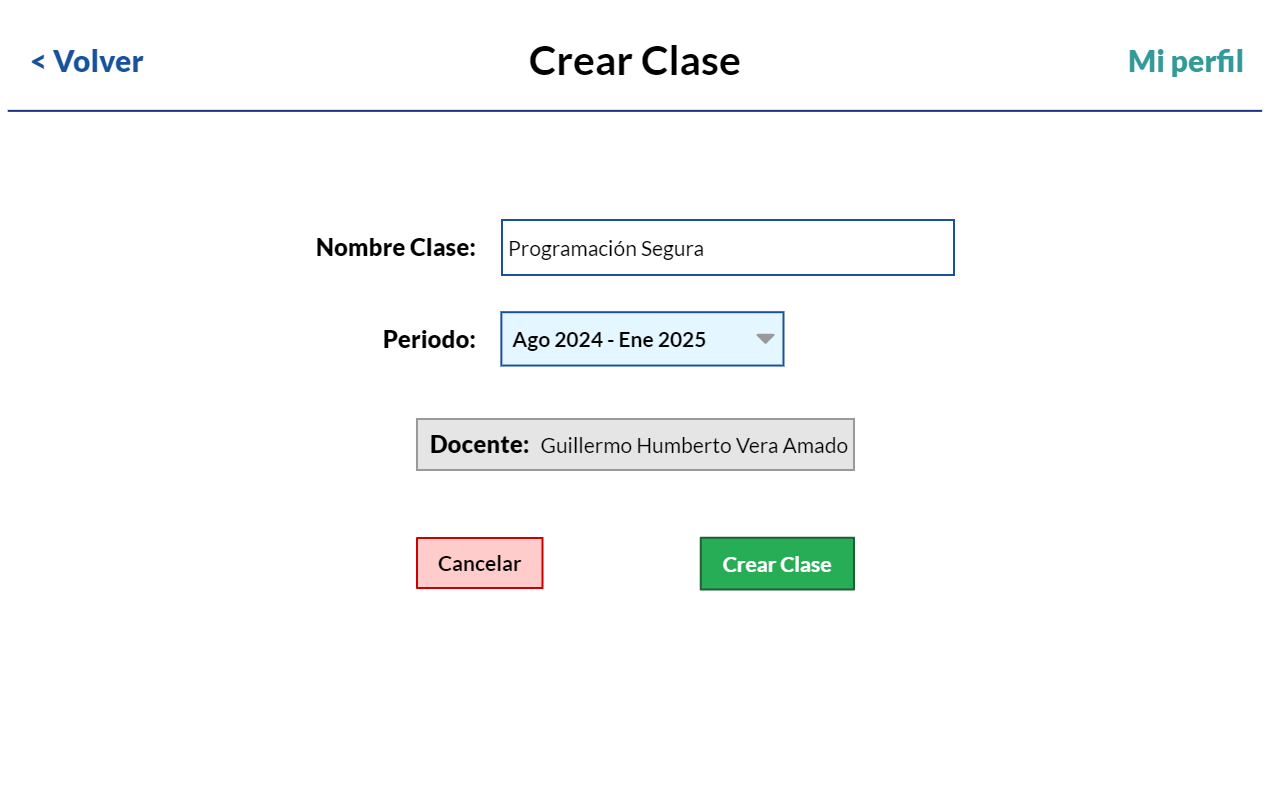 < Volver
Crear Clase
Mi perfil
Nombre Clase: Programación Segura
Periodo: Ago 2024 - Ene 2025
Docente: Guillermo Humberto Vera Amado
Cancelar
Crear Clase